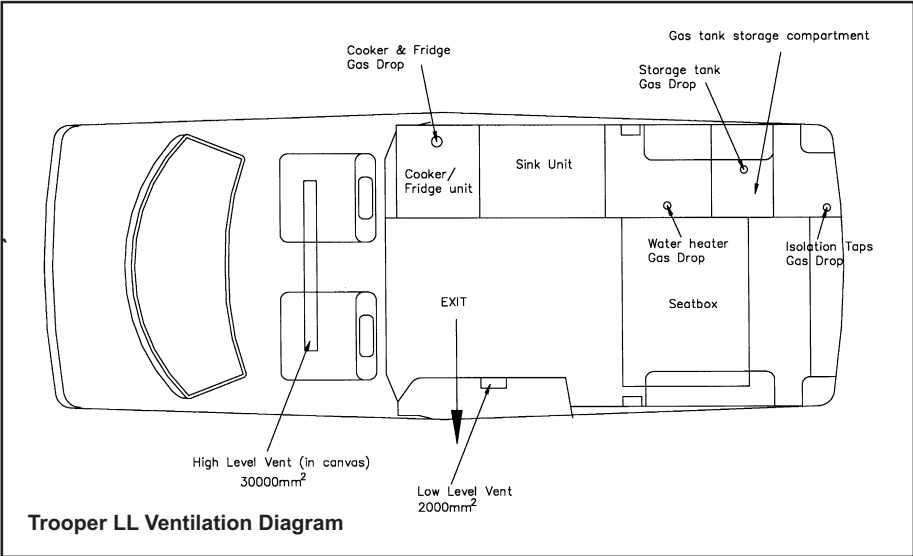 Gas tank storage compartment
Cooker & Fridge
Gas Drop
Storage tank
Gas Drop
Cooker/
Fridge unit
Sink Unit
Water heater
Gas Drop
Isolation Taps
Gas Drop
EXIT
Seatbox
High Level Vent (in canvas)
30000mm²
Low Level Vent
2000mm²
Trooper LL Ventilation Diagram